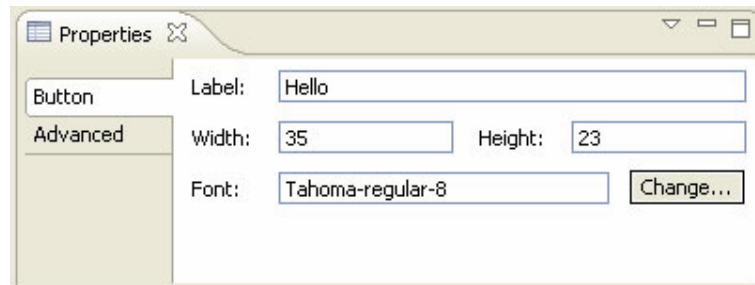 Properties
Button
Advanced
Label: Hello
Width: 35 Height: 23
Font: Tahoma-regular-8 Change...